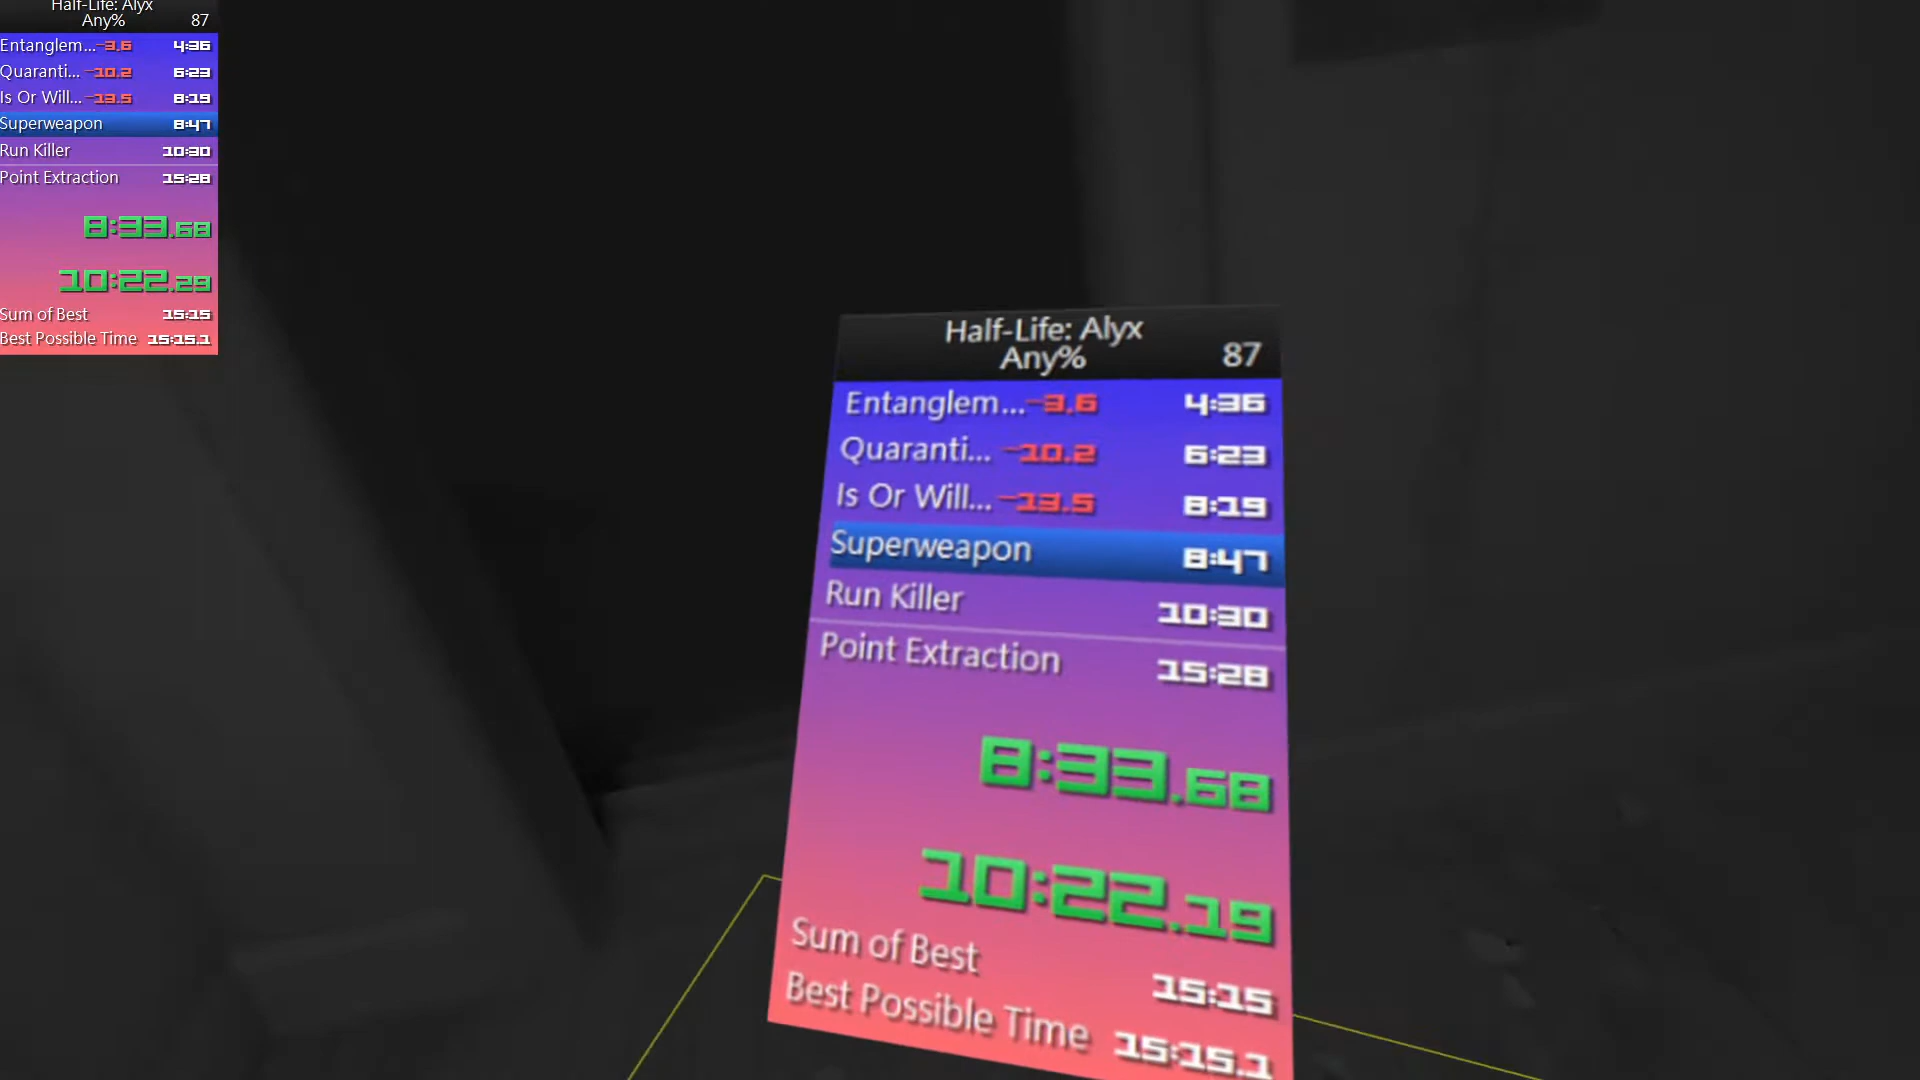 Half-Life: Alyx
Any% 87
Entanglem... -3.6 4:36
Quaranti... -10.2 6:23
Is Or Will... -13.5 8:19
Superweapon 8:47
Run Killer 10:30
Point Extraction 15:28
8:33.68
10:22.29
Sum of Best 15:15
Best Possible Time 15:15.1
Half-Life: Alyx
Any% 87
Entanglem... -3.6 4:36
Quaranti... -10.2 6:23
Is Or Will... -13.5 8:19
Superweapon 8:47
Run Killer 10:30
Point Extraction 15:28
8:33.68
10:22.19
Sum of Best 15:15
Best Possible Time 15:15.1